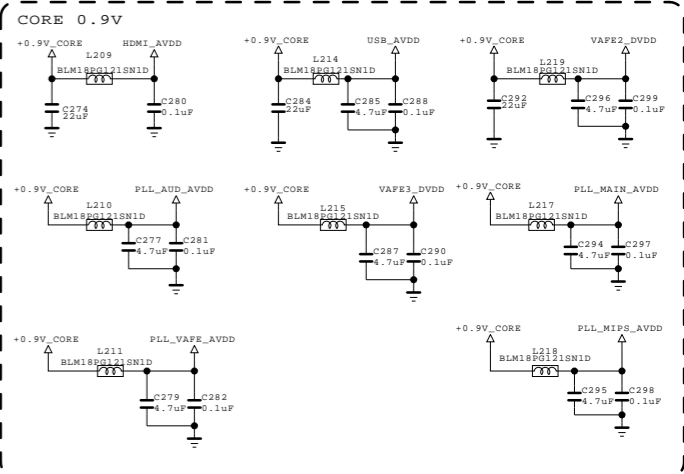 CORE 0.9V
+0.9V_CORE
HDMI_AVDD
L209
BLM18PG121SN1D
C274
22uF
C280
0.1uF
+0.9V_CORE
USB_AVDD
L214
BLM18PG121SN1D
C284
22uF
C285
4.7uF
C288
0.1uF
+0.9V_CORE
VAFE2_DVDD
L219
BLM18PG121SN1D
C292
22uF
C296
4.7uF
C299
0.1uF
+0.9V_CORE
PLL_AUD_AVDD
L210
BLM18PG121SN1D
C277
4.7uF
C281
0.1uF
+0.9V_CORE
VAFE3_DVDD
L215
BLM18PG121SN1D
C287
4.7uF
C290
0.1uF
+0.9V_CORE
PLL_MAIN_AVDD
L217
BLM18PG121SN1D
C294
4.7uF
C297
0.1uF
+0.9V_CORE
PLL_VAFE_AVDD
L211
BLM18PG121SN1D
C279
4.7uF
C282
0.1uF
+0.9V_CORE
PLL_MIPS_AVDD
L218
BLM18PG121SN1D
C295
4.7uF
C298
0.1uF